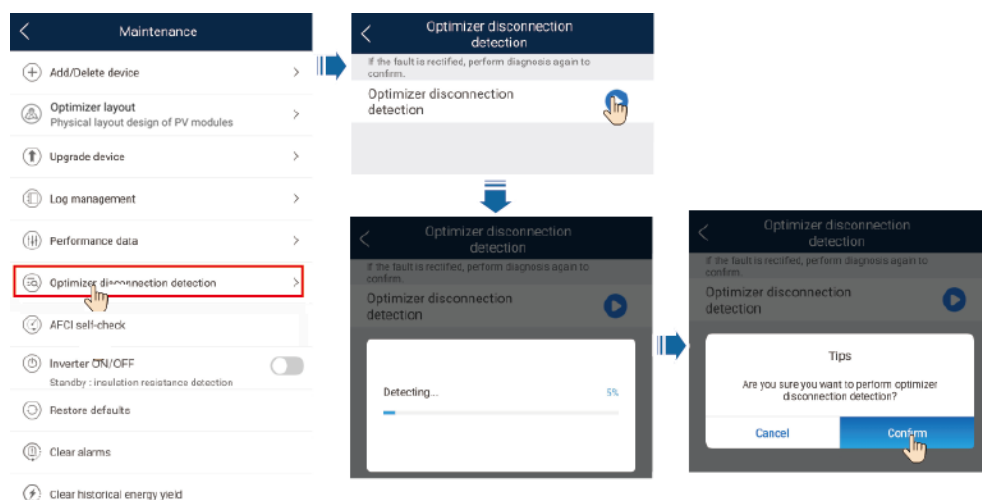 Maintenance
Add/Delete device
Optimizer layout
Physical layout design of PV modules
Upgrade device
Log management
Performance data
Optimizer disconnection detection
AFCI self-check
Inverter ON/OFF
Standby : insulation resistance detection
Restore defaults
Clear alarms
Clear historical energy yield
Optimizer disconnection
detection
If the fault is rectified, perform diagnosis again to
confirm.
Optimizer disconnection
detection
Optimizer disconnection
detection
If the fault is rectified, perform diagnosis again to
confirm.
Optimizer disconnection
detection
Detecting...
5%
Optimizer disconnection
detection
If the fault is rectified, perform diagnosis again to
confirm.
Optimizer disconnection
detection
Tips
Are you sure you want to perform optimizer
disconnection detection?
Cancel
Confirm